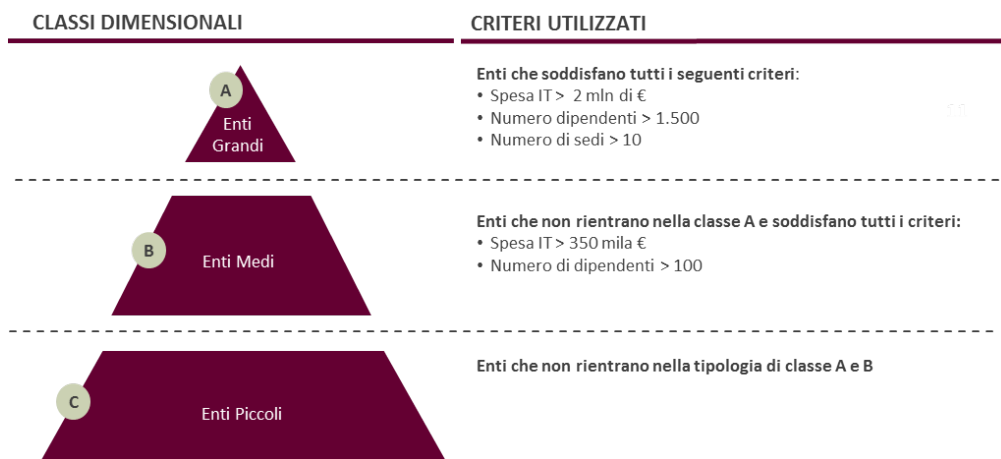 CLASSI DIMENSIONALI
CRITERI UTILIZZATI
A
Enti
Grandi
Enti che soddisfano tutti i seguenti criteri:
• Spesa IT > 2 mln di €
• Numero dipendenti > 1.500
• Numero di sedi > 10
B
Enti Medi
Enti che non rientrano nella classe A e soddisfano tutti i criteri:
• Spesa IT > 350 mila €
• Numero di dipendenti > 100
C
Enti Piccoli
Enti che non rientrano nella tipologia di classe A e B